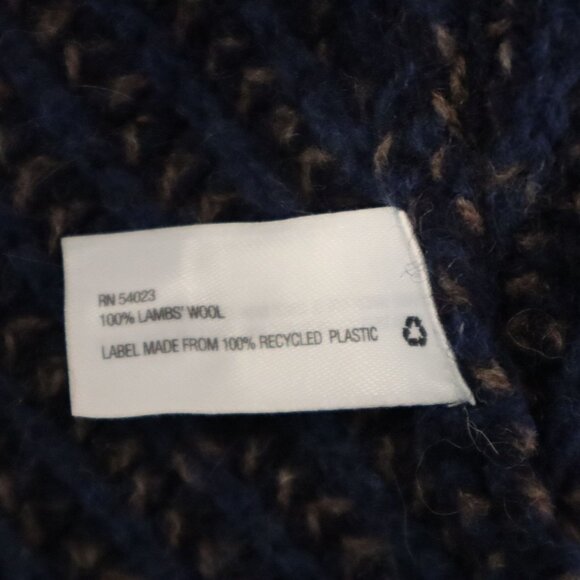 RN 54023
100% LAMBS' WOOL
LABEL MADE FROM 100% RECYCLED PLASTIC